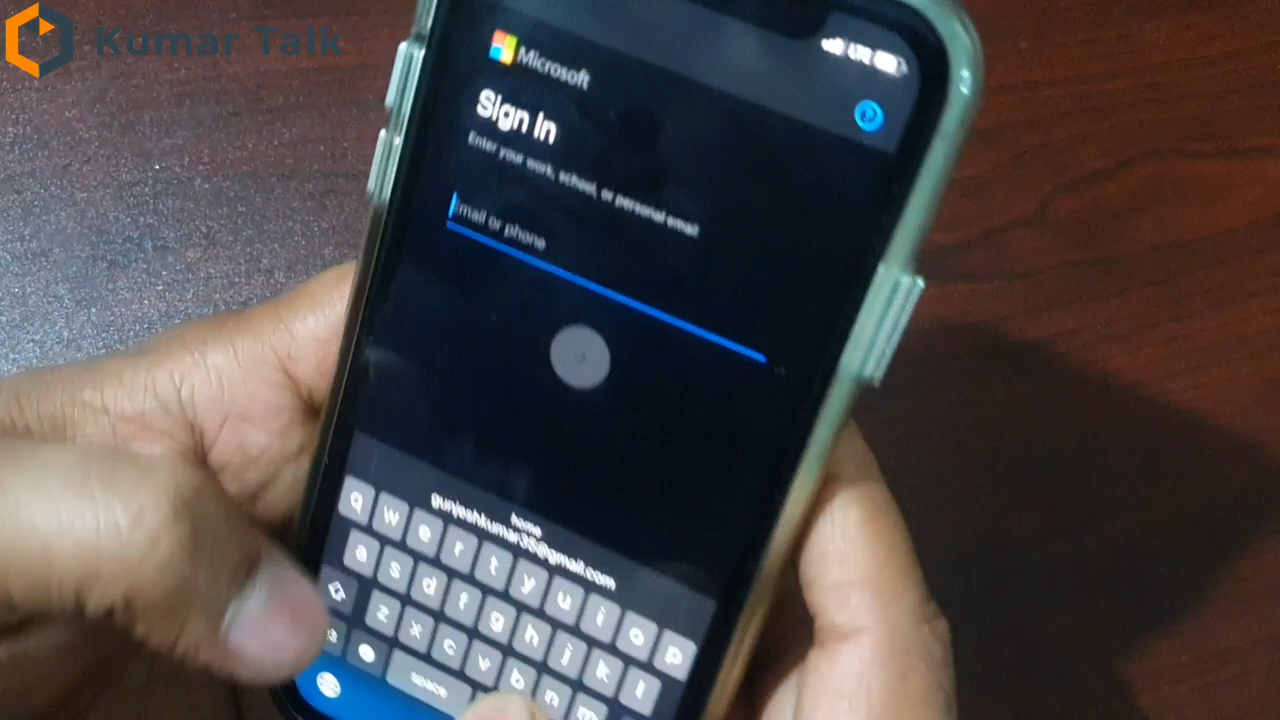 Kumar Talk
LTE
Microsoft
Sign in
Enter your work, school, or personal email
Email or phone
home
gunjeshkumar35@gmail.com
q w e r t y u i o p
a s d f g h j k l
z x c v b n m
space